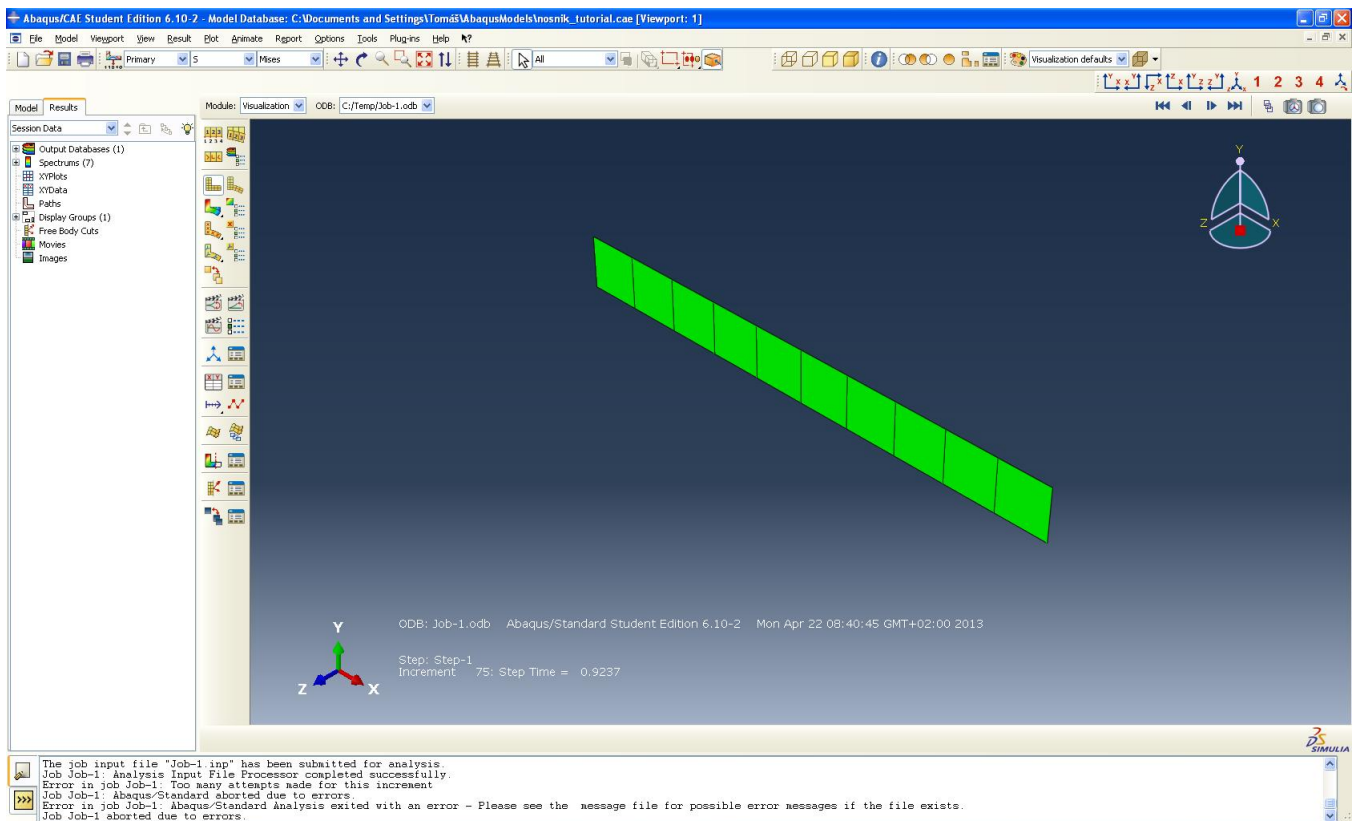 Abaqus/CAE Student Edition 6.10-2 - Model Database: C:\Documents and Settings\Tomáš\AbaqusModels\nosnik_tutorial.cae [Viewport: 1]
File Model Viewport View Result Plot Animate Report Options Tools Plug-ins Help
Primary S Mises All Visualization defaults
1 2 3 4
Model Results Module: Visualization ODB: C:/Temp/Job-1.odb
Session Data
Output Databases (1)
Spectrums (7)
XYPlots
XYData
Paths
Display Groups (1)
Free Body Cuts
Movies
Images
Y
Z X
Y
Z X
ODB: Job-1.odb Abaqus/Standard Student Edition 6.10-2 Mon Apr 22 08:40:45 GMT+02:00 2013
Step: Step-1
Increment 75: Step Time = 0.9237
SIMULIA
The job input file "Job-1.inp" has been submitted for analysis.
Job Job-1: Analysis Input File Processor completed successfully.
Error in job Job-1: Too many attempts made for this increment
Job Job-1: Abaqus/Standard aborted due to errors.
Error in job Job-1: Abaqus/Standard Analysis exited with an error - Please see the message file for possible error messages if the file exists.
Job Job-1 aborted due to errors.